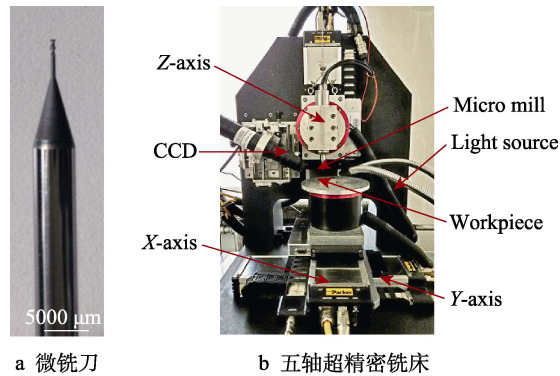 Z-axis
Micro mill
CCD
Light source
Workpiece
X-axis
Y-axis
Parker
5000 μm
a 微铣刀
b 五轴超精密铣床